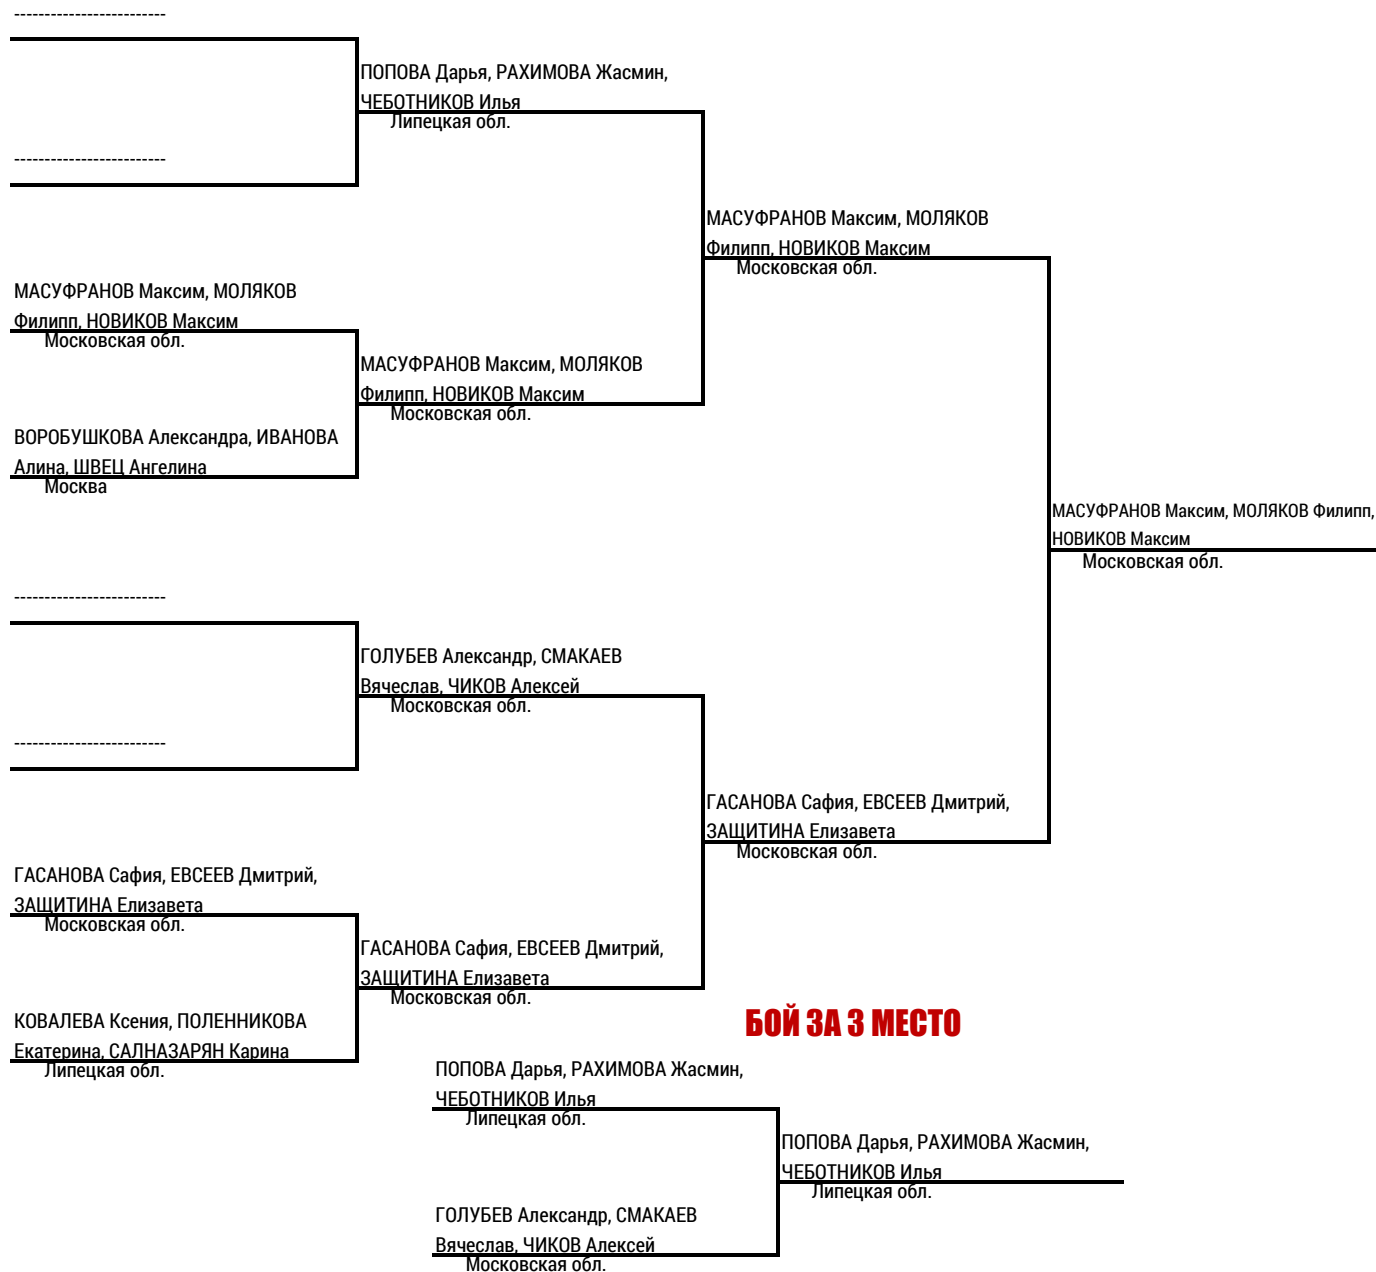 -------------------------
ПОПОВА Дарья, РАХИМОВА Жасмин,
ЧЕБОТНИКОВ Илья
Липецкая обл.
-------------------------
МАСУФРАНОВ Максим, МОЛЯКОВ
Филипп, НОВИКОВ Максим
Московская обл.
МАСУФРАНОВ Максим, МОЛЯКОВ
Филипп, НОВИКОВ Максим
Московская обл.
МАСУФРАНОВ Максим, МОЛЯКОВ
Филипп, НОВИКОВ Максим
Московская обл.
ВОРОБУШКОВА Александра, ИВАНОВА
Алина, ШВЕЦ Ангелина
Москва
МАСУФРАНОВ Максим, МОЛЯКОВ Филипп,
НОВИКОВ Максим
Московская обл.
-------------------------
ГОЛУБЕВ Александр, СМАКАЕВ
Вячеслав, ЧИКОВ Алексей
Московская обл.
-------------------------
ГАСАНОВА Сафия, ЕВСЕЕВ Дмитрий,
ЗАЩИТИНА Елизавета
Московская обл.
ГАСАНОВА Сафия, ЕВСЕЕВ Дмитрий,
ЗАЩИТИНА Елизавета
Московская обл.
ГАСАНОВА Сафия, ЕВСЕЕВ Дмитрий,
ЗАЩИТИНА Елизавета
Московская обл.
КОВАЛЕВА Ксения, ПОЛЕННИКОВА
Екатерина, САЛНАЗАРЯН Карина
Липецкая обл.
БОЙ ЗА 3 МЕСТО
ПОПОВА Дарья, РАХИМОВА Жасмин,
ЧЕБОТНИКОВ Илья
Липецкая обл.
ПОПОВА Дарья, РАХИМОВА Жасмин,
ЧЕБОТНИКОВ Илья
Липецкая обл.
ГОЛУБЕВ Александр, СМАКАЕВ
Вячеслав, ЧИКОВ Алексей
Московская обл.